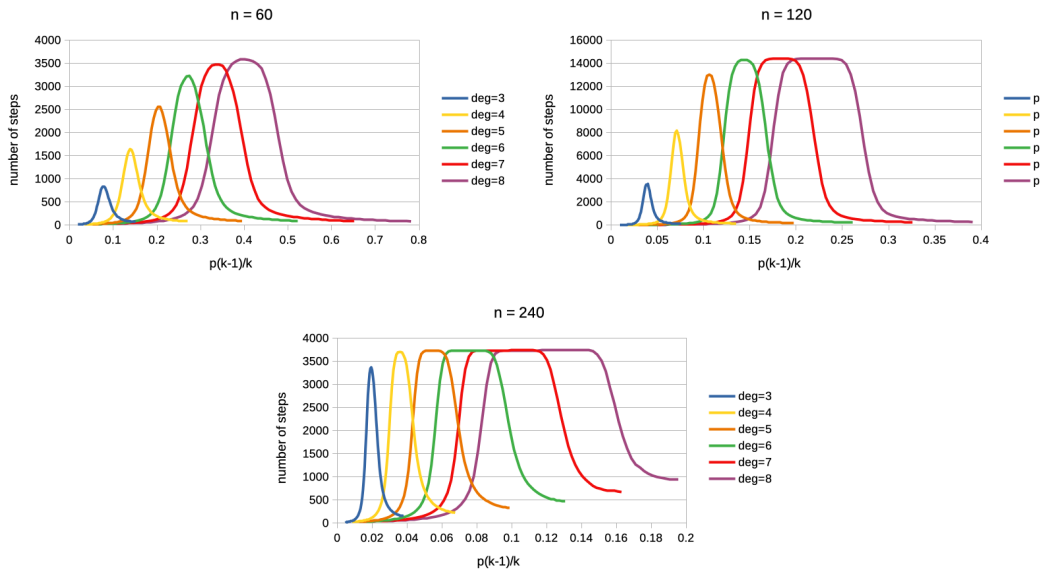 n = 60
number of steps
4000
3500
3000
2500
2000
1500
1000
500
0
0 0.1 0.2 0.3 0.4 0.5 0.6 0.7 0.8
p(k-1)/k
deg=3
deg=4
deg=5
deg=6
deg=7
deg=8
n = 120
number of steps
16000
14000
12000
10000
8000
6000
4000
2000
0
0 0.05 0.1 0.15 0.2 0.25 0.3 0.35 0.4
p(k-1)/k
p
p
p
p
p
p
n = 240
number of steps
4000
3500
3000
2500
2000
1500
1000
500
0
0 0.02 0.04 0.06 0.08 0.1 0.12 0.14 0.16 0.18 0.2
p(k-1)/k
deg=3
deg=4
deg=5
deg=6
deg=7
deg=8